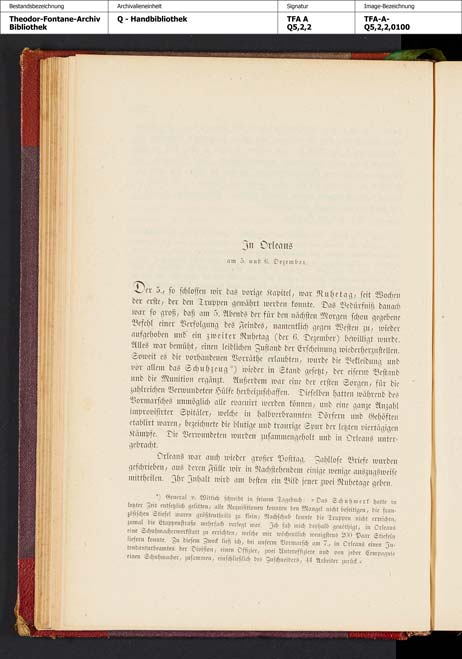 Bestandsbezeichnung
Archivalieneinheit
Signatur
Image-Bezeichnung
Theodor-Fontane-Archiv
Bibliothek
Q - Handbibliothek
TFA A
Q5,2,2
TFA-A-
Q5,2,2,0100
In Orleans
am 5. und 6. Dezember.
Der 5., so schlossen wir das vorige Kapitel, war Ruhetag, seit Wochen
der erste, der den Truppen gewährt werden konnte. Das Bedürfniß danach
war so groß, daß am 5. Abends der für den nächsten Morgen schon gegebene
Befehl einer Verfolgung des Feindes, namentlich gegen Westen zu, wieder
aufgehoben und ein zweiter Ruhetag (der 6. Dezember) bewilligt wurde.
Alles war bemüht, einen leidlichen Zustand der Erscheinung wiederherzustellen.
Soweit es die vorhandenen Vorräthe erlaubten, wurde die Bekleidung und
vor allem das Schuhzeug*) wieder in Stand gesetzt, der eiserne Bestand
und die Munition ergänzt. Außerdem war eine der ersten Sorgen, für die
zahlreichen Verwundeten Hülfe herbeizuschaffen. Dieselben hatten während des
Vormarsches unmöglich alle evacuirt werden können, und eine ganze Anzahl
improvisirter Spitäler, welche in halbverbrannten Dörfern und Gehöften
etablirt waren, bezeichnete die blutige und traurige Spur der letzten viertägigen
Kämpfe. Die Verwundeten wurden zusammengeholt und in Orleans unter-
gebracht.
Orleans war auch wieder großer Posttag. Zahllose Briefe wurden
geschrieben, aus deren Fülle wir in Nachstehendem einige wenige auszugsweise
mittheilen. Ihr Inhalt wird am besten ein Bild jener zwei Ruhetage geben.
*) General v. Wittich schreibt in seinem Tagebuch: »Das Schuhwerk hatte in
letzter Zeit entsetzlich gelitten, alle Requisitionen konnten den Mangel nicht beseitigen, die fran-
zösischen Stiefel waren größtentheils zu klein; Nachschub konnte die Truppen nicht erreichen,
zumal die Etappenstraße mehrfach verlegt war. Ich sah mich deshalb genöthigt, in Orleans
eine Schuhmacherwerkstatt zu errichten, welche mir wöchentlich wenigstens 200 Paar Stiefeln
liefern konnte. Zu diesem Zweck ließ ich, bei unserm Vormarsch am 7., in Orleans einen In-
tendanturbeamten der Division, einen Offizier, zwei Unteroffiziere und von jeder Compagnie
einen Schuhmacher, zusammen, einschließlich des Zuschneiders, 44 Arbeiter zurück.«